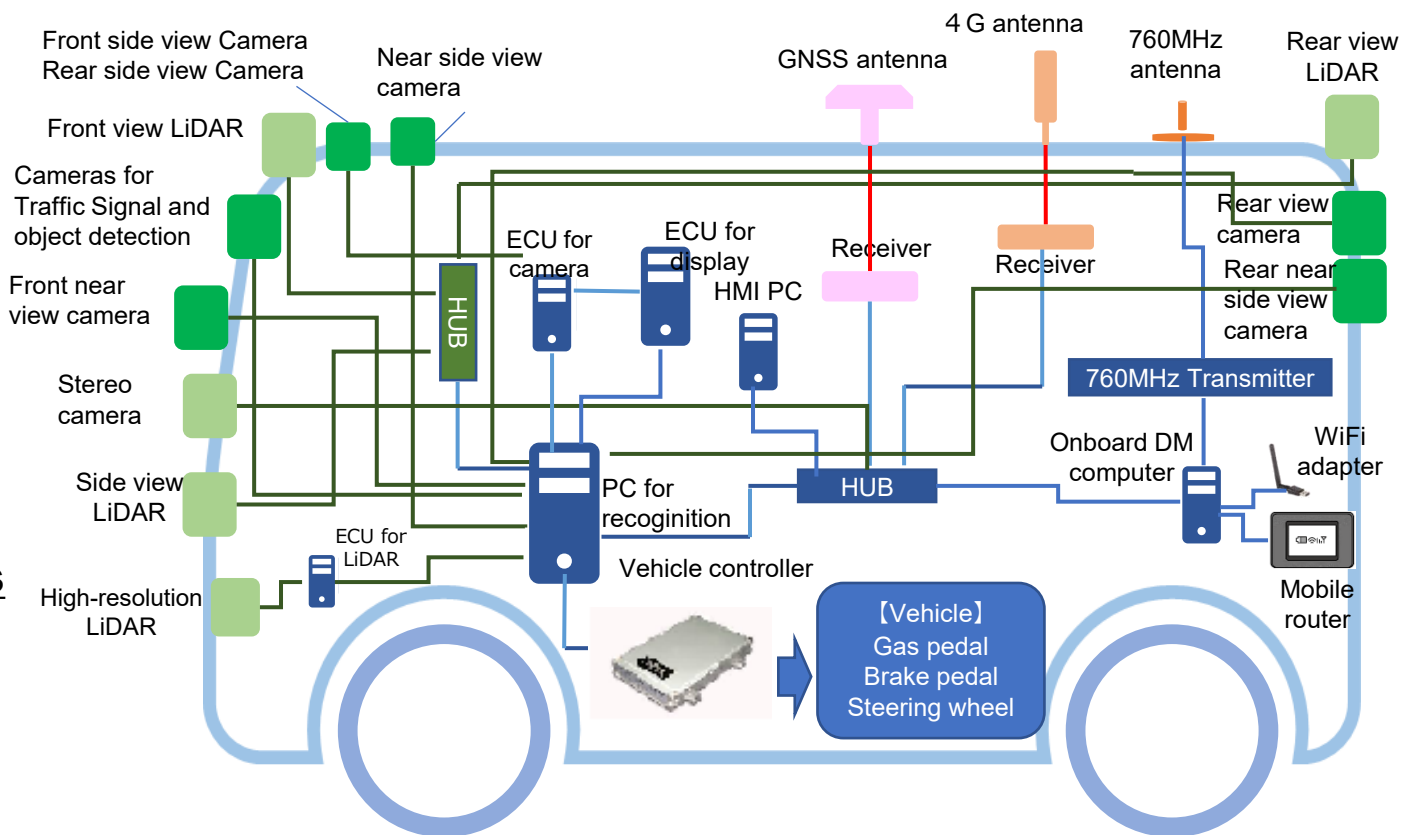 Front side view Camera
Rear side view Camera
Near side view
camera
GNSS antenna
４G antenna
760MHz
antenna
Rear view
LiDAR
Front view LiDAR
Cameras for
Traffic Signal and
object detection
ECU for
camera
ECU for
display
HMI PC
Receiver
Receiver
Rear view
camera
Rear near
side view
camera
Front near
view camera
HUB
Stereo
camera
760MHz Transmitter
Onboard DM
computer
WiFi
adapter
Side view
LiDAR
PC for
recoginition
HUB
ECU for
LiDAR
High-resolution
LiDAR
Vehicle controller
Mobile
router
【Vehicle】
Gas pedal
Brake pedal
Steering wheel